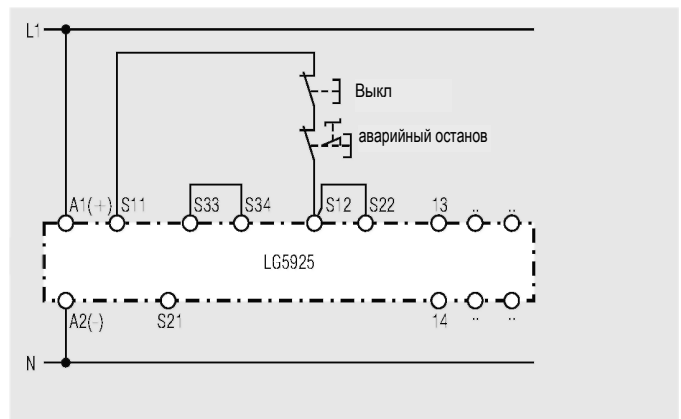 L1
Выкл
аварийный останов
A1(+) S11 S33 S34 S12 S22 13 .. ..
LG5925
A2(-) S21 14 .. ..
N